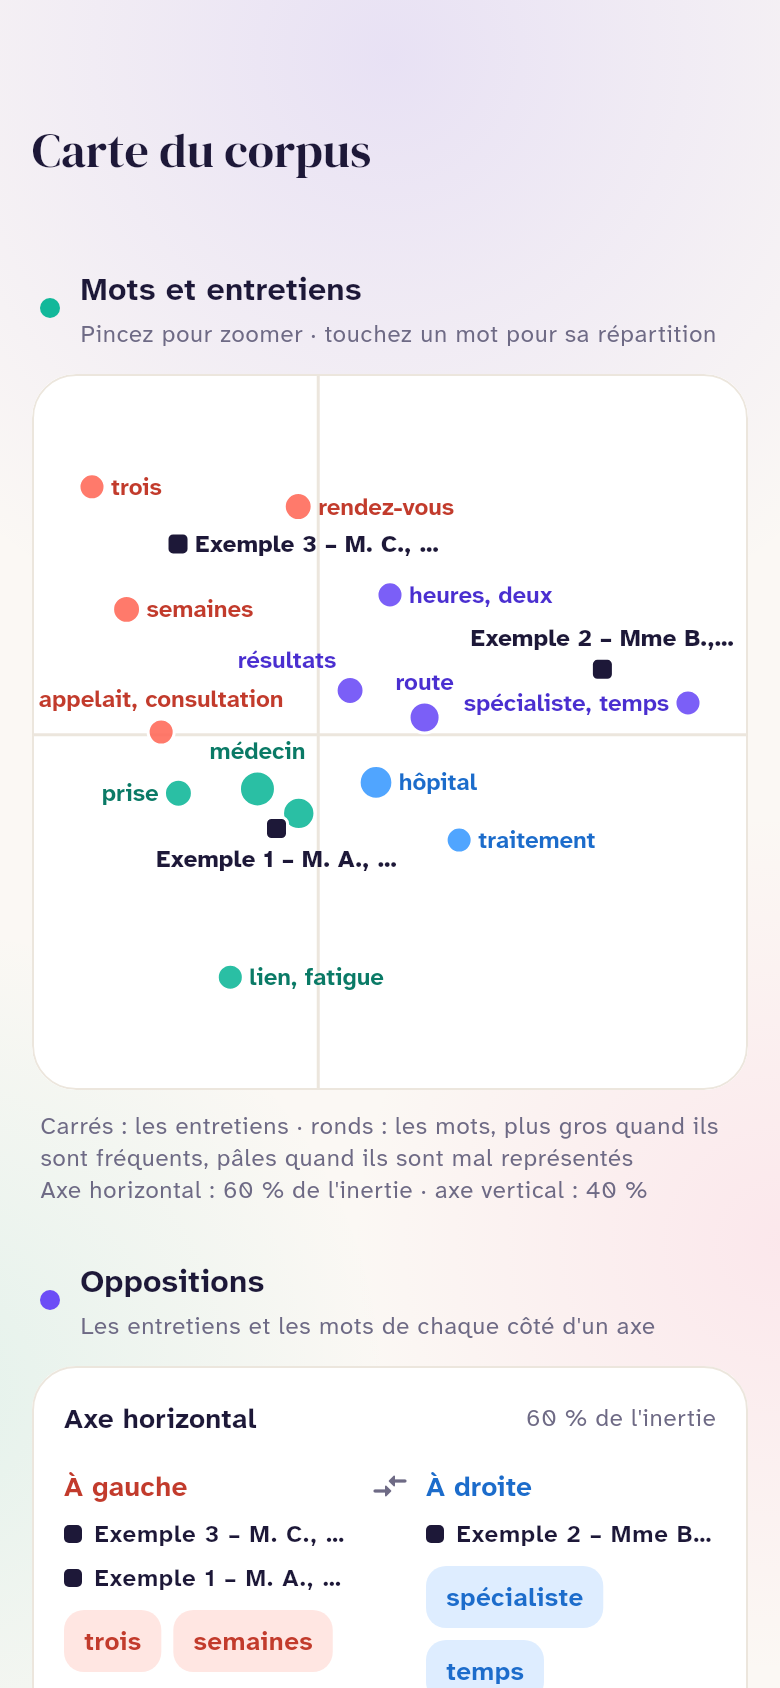 Carte du corpus
Mots et entretiens
Pincez pour zoomer · touchez un mot pour sa répartition
trois
rendez-vous
Exemple 3 – M. C., ...
semaines
heures, deux
Exemple 2 – Mme B.,...
résultats
route
appelait, consultation
spécialiste, temps
médecin
prise
hôpital
traitement
Exemple 1 – M. A., ...
lien, fatigue
Carrés : les entretiens · ronds : les mots, plus gros quand ils
sont fréquents, pâles quand ils sont mal représentés
Axe horizontal : 60 % de l'inertie · axe vertical : 40 %
Oppositions
Les entretiens et les mots de chaque côté d'un axe
Axe horizontal
60 % de l'inertie
À gauche
À droite
Exemple 3 – M. C., ...
Exemple 2 – Mme B...
Exemple 1 – M. A., ...
spécialiste
trois
semaines
temps